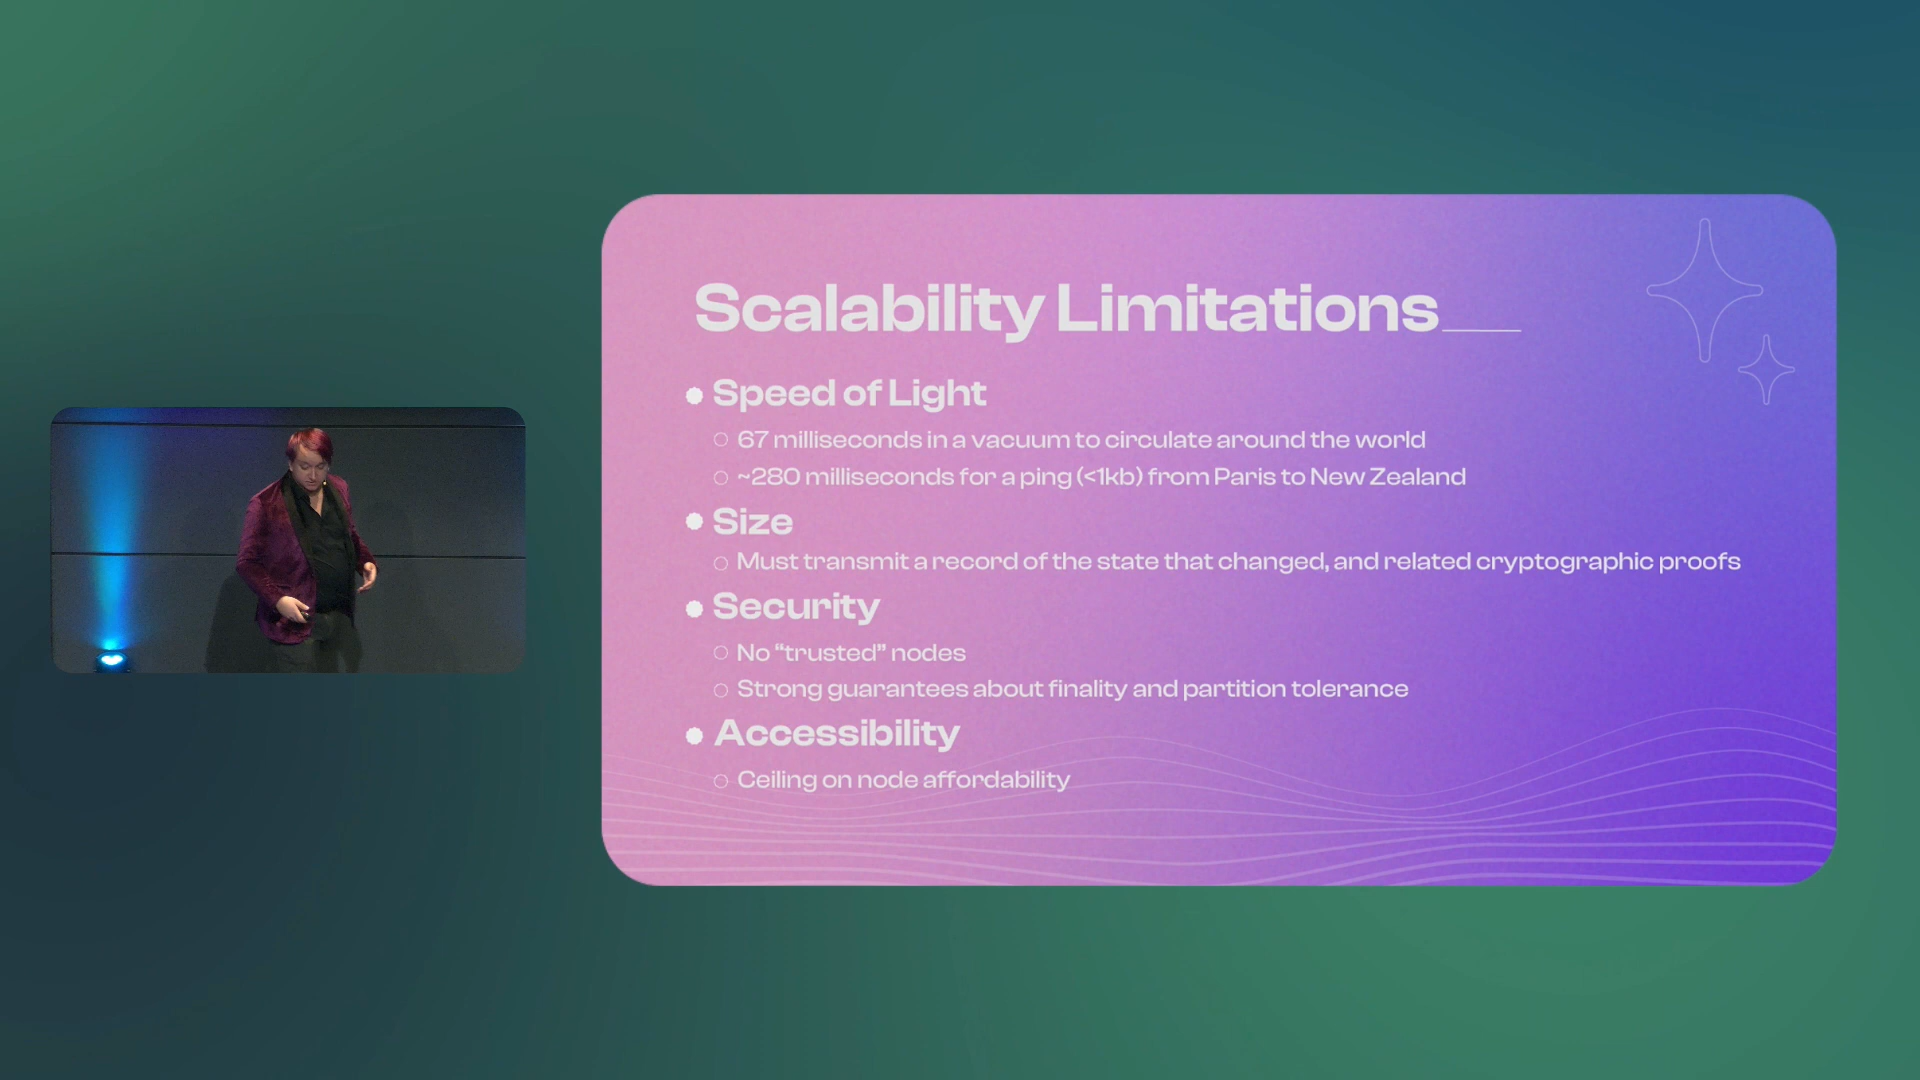 Scalability Limitations__
Speed of Light
67 milliseconds in a vacuum to circulate around the world
~280 milliseconds for a ping (<1kb) from Paris to New Zealand
Size
Must transmit a record of the state that changed, and related cryptographic proofs
Security
No “trusted” nodes
Strong guarantees about finality and partition tolerance
Accessibility
Ceiling on node affordability